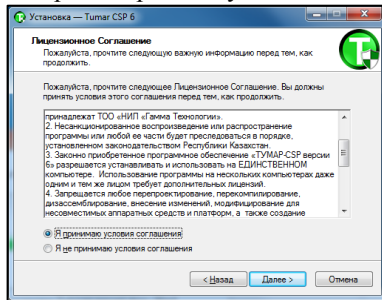 Установка — Tumar CSP 6
Лицензионное Соглашение
Пожалуйста, прочтите следующую важную информацию перед тем, как
продолжить.
Пожалуйста, прочтите следующее Лицензионное Соглашение. Вы должны
принять условия этого соглашения перед тем, как продолжить.
принадлежат ТОО «НИЛ «Гамма Технологии».
2. Несанкционированное воспроизведение или распространение
программы или любой ее части будет преследоваться в порядке,
установленном законодательством Республики Казахстан.
3. Законно приобретенное программное обеспечение «ТУМАР-CSP версии
6» разрешается устанавливать и использовать на ЕДИНСТВЕННОМ
компьютере. Использование программы на нескольких компьютерах даже
одним и тем же лицом требует дополнительных лицензий.
4. Запрещается любое перепроектирование, перекомпилирование,
дизассемблирование, внесение изменений, модифицирование для
несовместимых аппаратных средств и платформ, а также создание
Я принимаю условия соглашения
Я не принимаю условия соглашения
< Назад Далее > Отмена